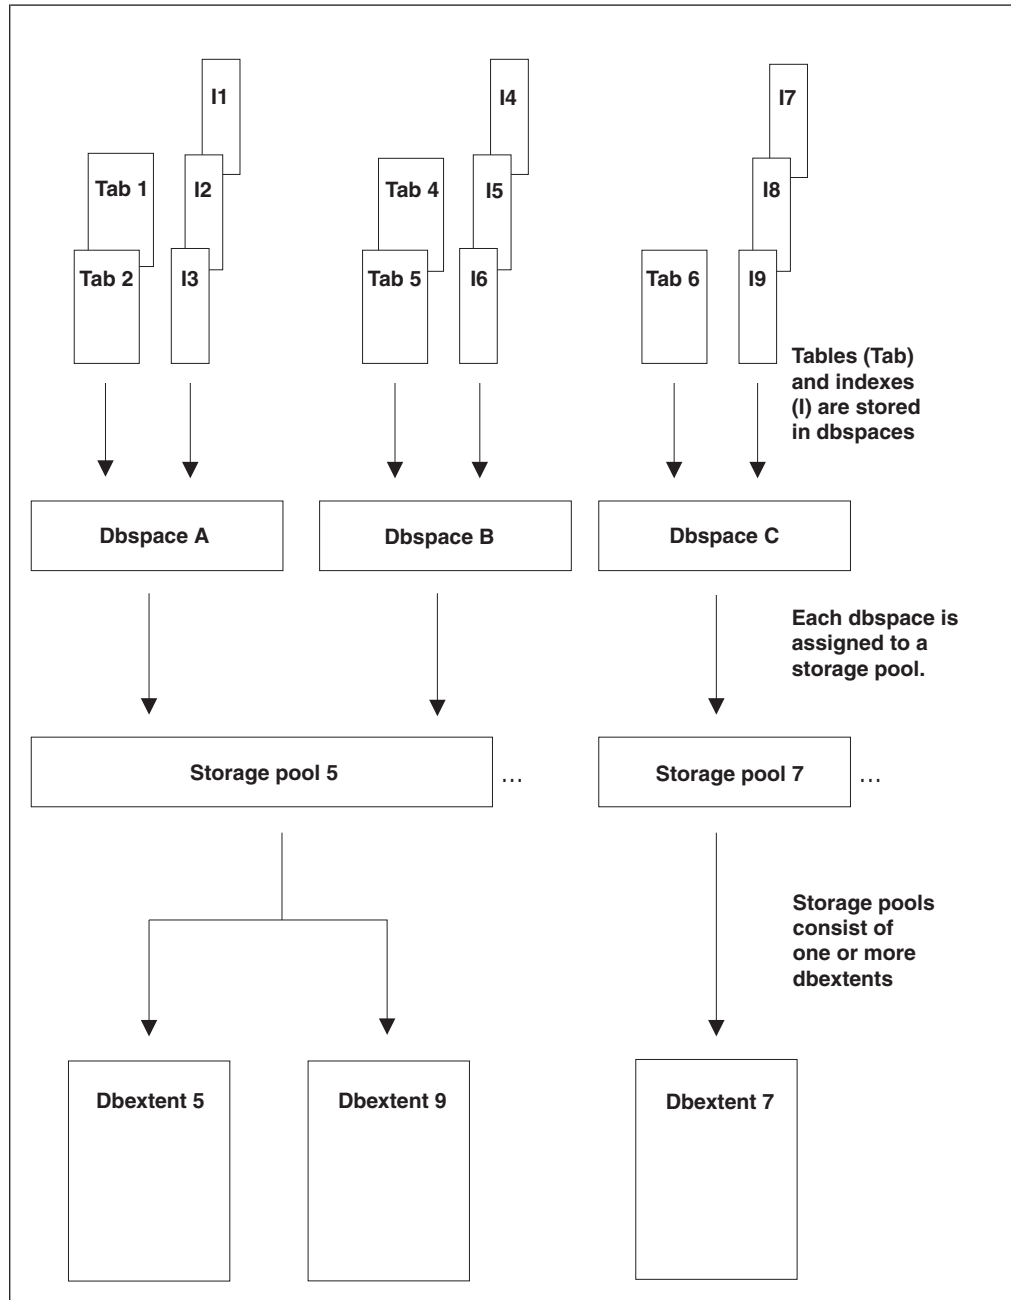 I1
I4
I7
Tab 1
I2
Tab 4
I5
I8
Tab 2
I3
Tab 5
I6
Tab 6
I9
Tables (Tab)
and indexes
(I) are stored
in dbspaces
Dbspace A
Dbspace B
Dbspace C
Each dbspace is
assigned to a
storage pool.
Storage pool 5
...
Storage pool 7
...
Storage pools
consist of
one or more
dbextents
Dbextent 5
Dbextent 9
Dbextent 7